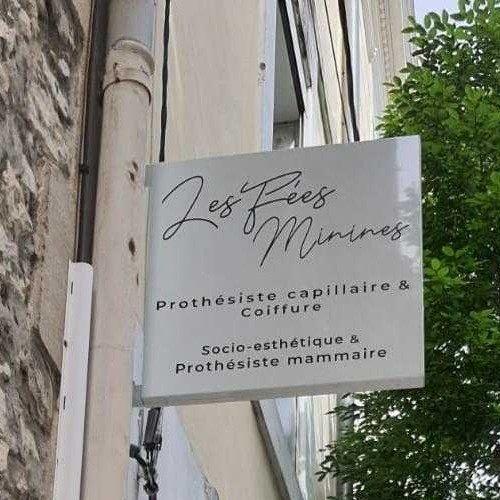 Les Fées
Minines
Prothésiste capillaire &
Coiffure
Socio-esthétique &
Prothésiste mammaire